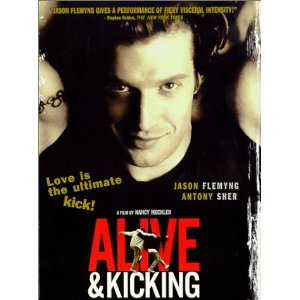 "JASON FLEMYNG GIVES A PERFORMANCE OF FIERY VISCERAL INTENSITY!"
- Stephen Holden, THE NEW YORK TIMES
Love is
the ultimate
kick!
JASON FLEMYNG
ANTONY SHER
A FILM BY NANCY MECKLER
ALIVE
& KICKING